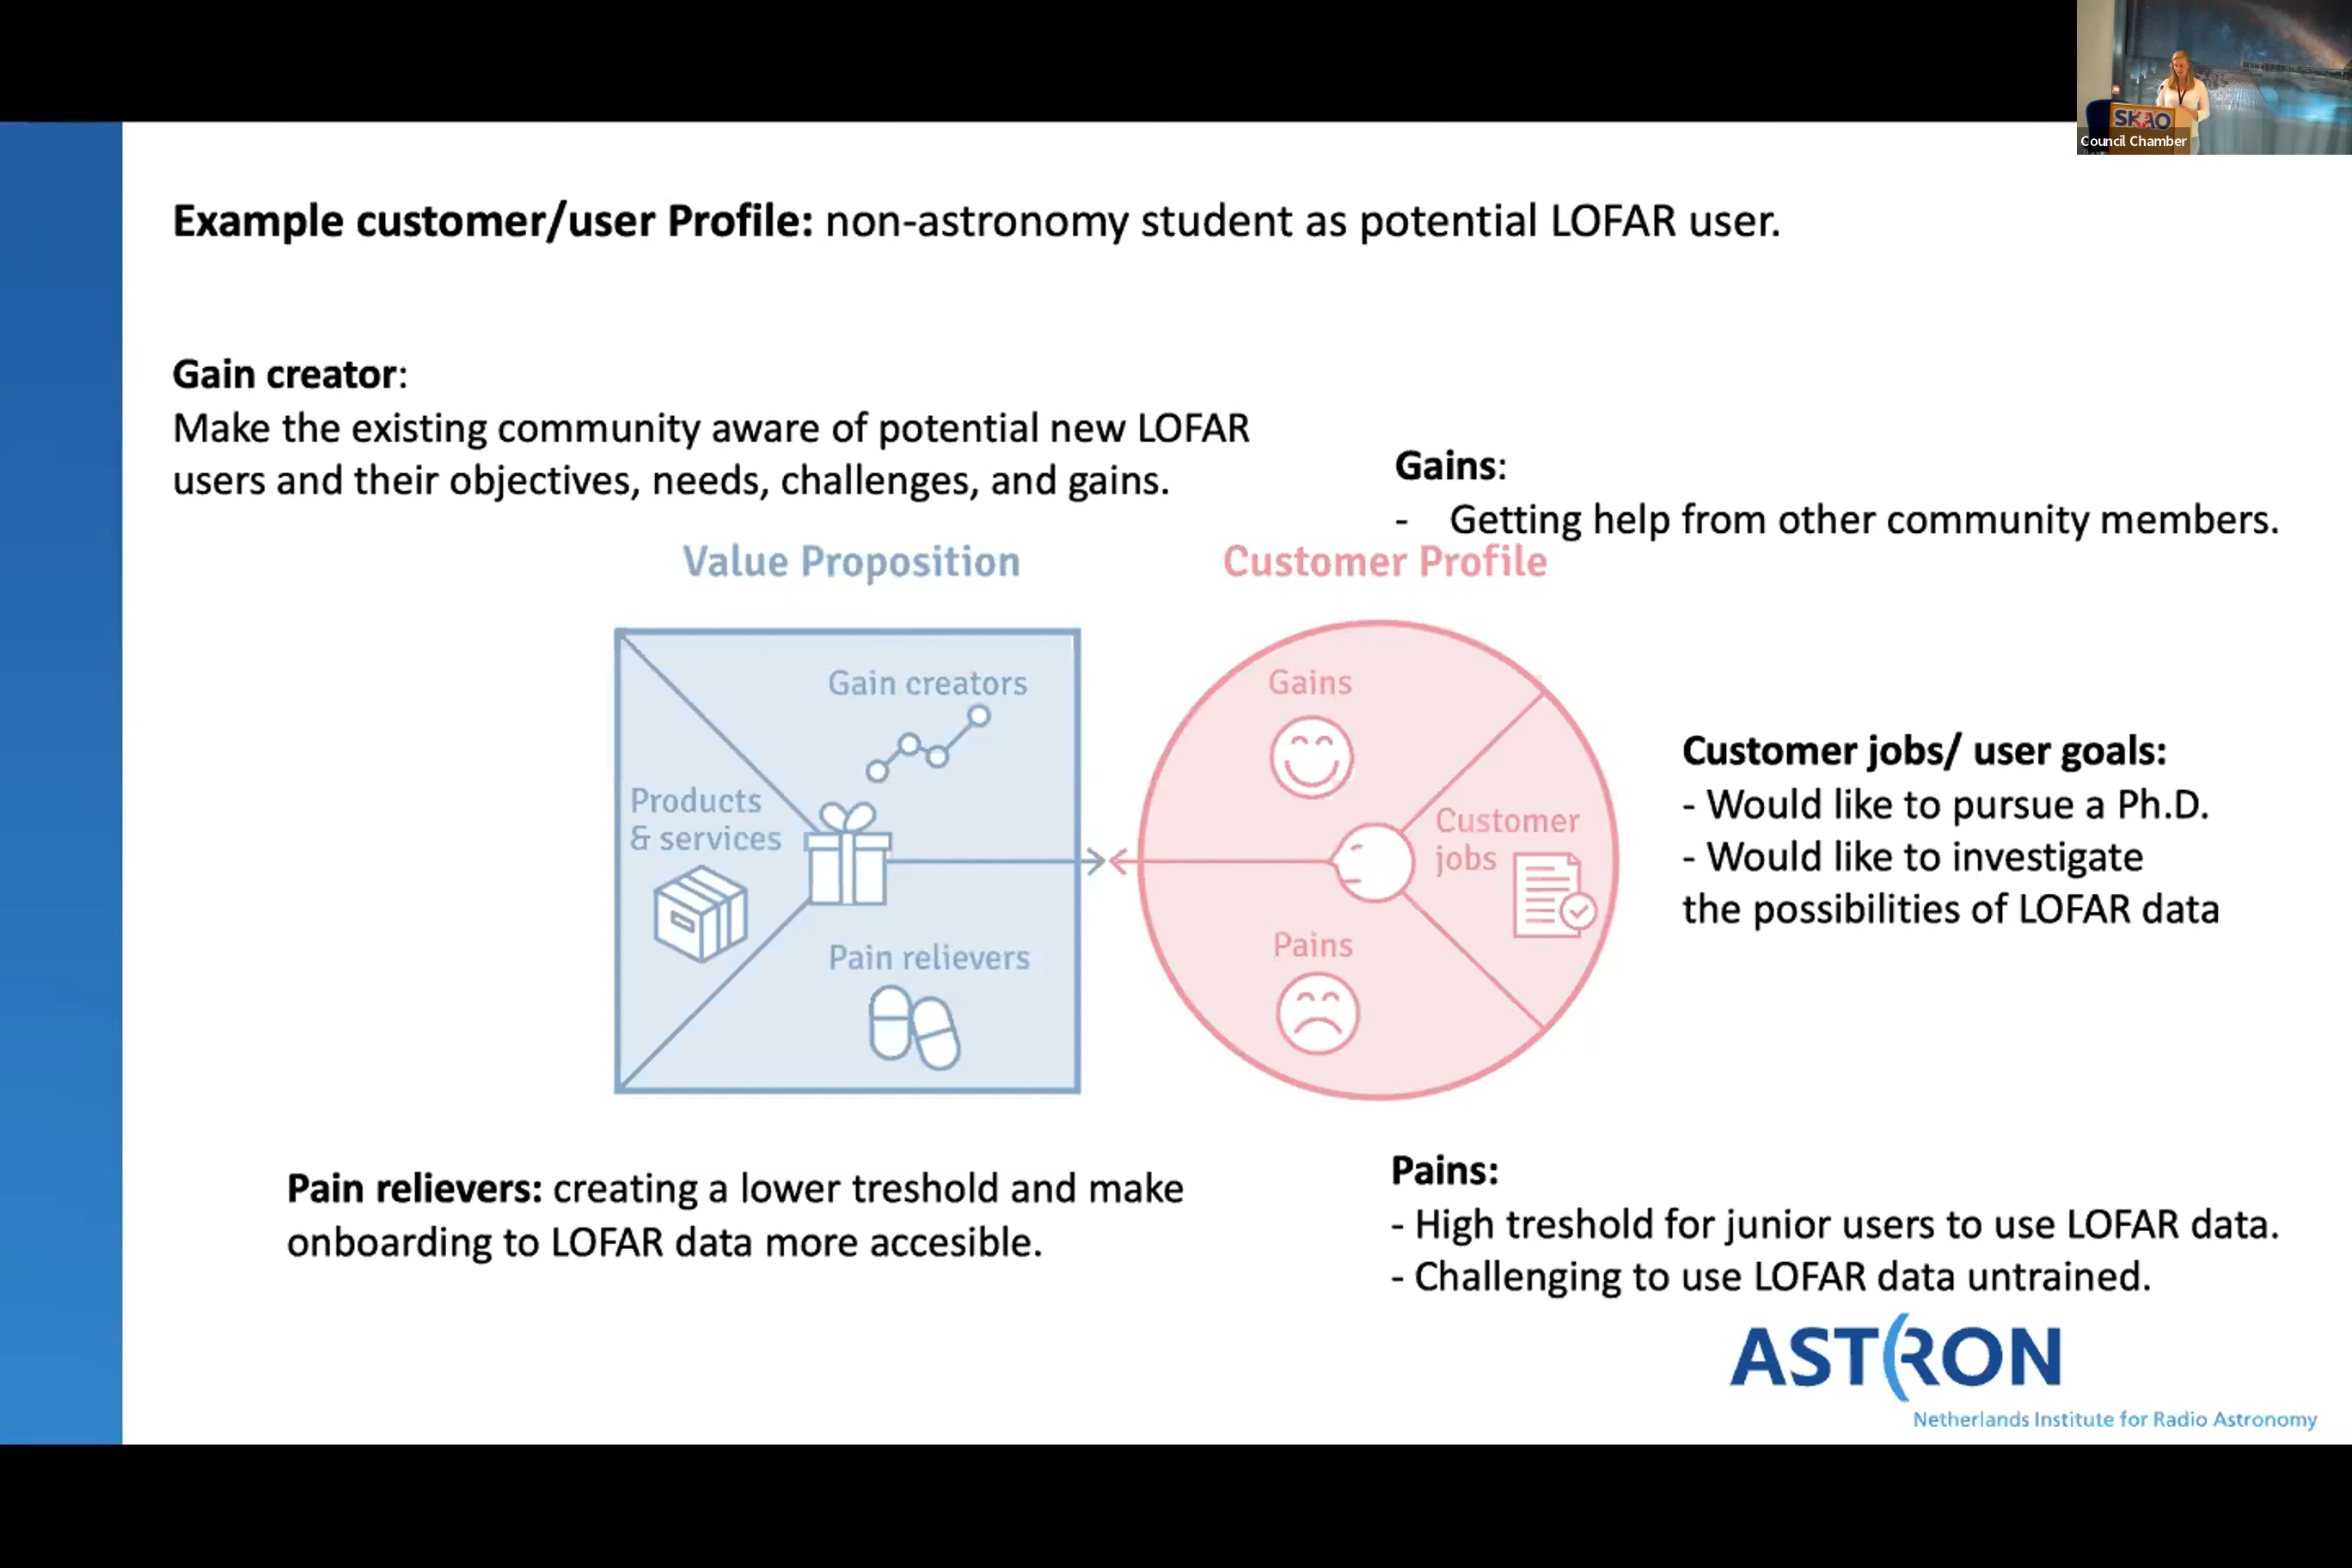 SKAO
Council Chamber
Example customer/user Profile: non-astronomy student as potential LOFAR user.
Gain creator:
Make the existing community aware of potential new LOFAR
users and their objectives, needs, challenges, and gains.
Gains:
- Getting help from other community members.
Value Proposition
Customer Profile
Gain creators
Products
& services
Pain relievers
Gains
Customer
jobs
Pains
Customer jobs/ user goals:
- Would like to pursue a Ph.D.
- Would like to investigate
the possibilities of LOFAR data
Pain relievers: creating a lower treshold and make
onboarding to LOFAR data more accesible.
Pains:
- High treshold for junior users to use LOFAR data.
- Challenging to use LOFAR data untrained.
ASTRON
Netherlands Institute for Radio Astronomy